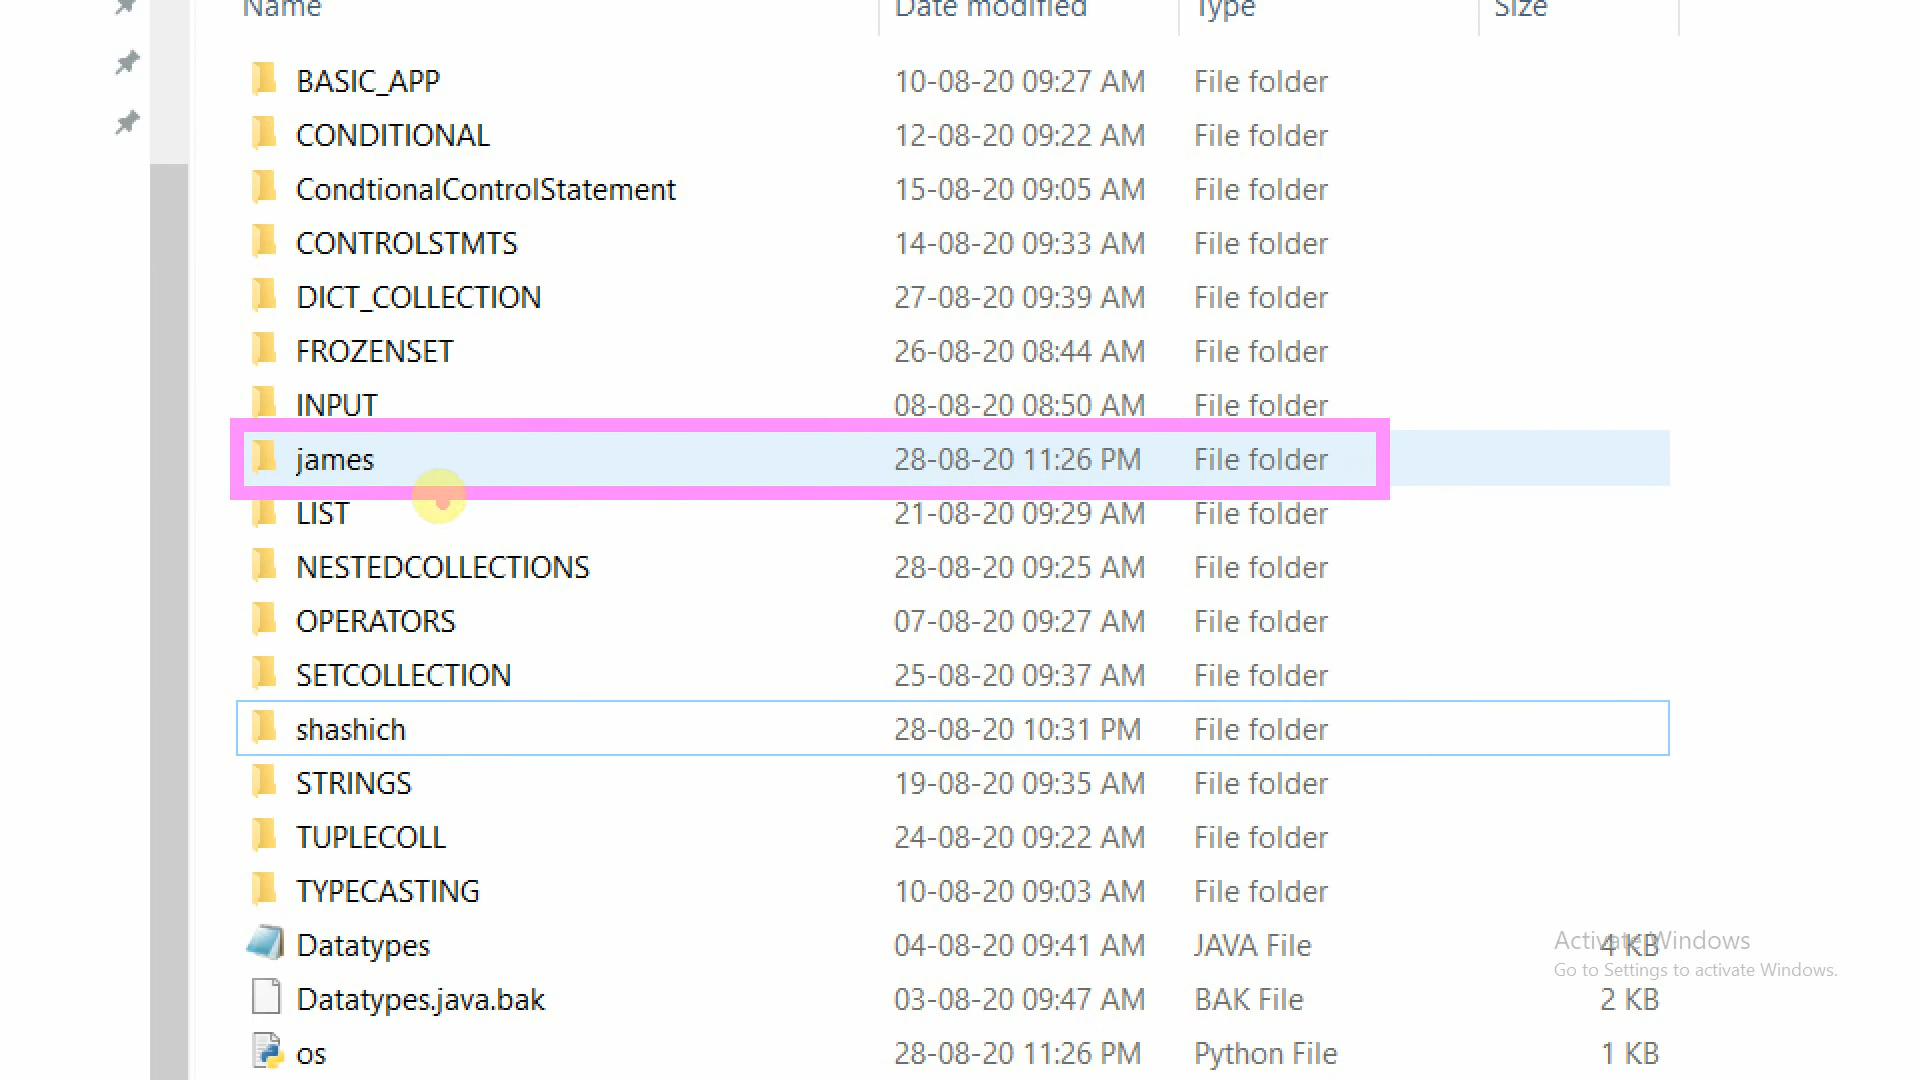 Name Date modified Type Size
BASIC_APP 10-08-20 09:27 AM File folder
CONDITIONAL 12-08-20 09:22 AM File folder
CondtionalControlStatement 15-08-20 09:05 AM File folder
CONTROLSTMTS 14-08-20 09:33 AM File folder
DICT_COLLECTION 27-08-20 09:39 AM File folder
FROZENSET 26-08-20 08:44 AM File folder
INPUT 08-08-20 08:50 AM File folder
james 28-08-20 11:26 PM File folder
LIST 21-08-20 09:29 AM File folder
NESTEDCOLLECTIONS 28-08-20 09:25 AM File folder
OPERATORS 07-08-20 09:27 AM File folder
SETCOLLECTION 25-08-20 09:37 AM File folder
shashich 28-08-20 10:31 PM File folder
STRINGS 19-08-20 09:35 AM File folder
TUPLECOLL 24-08-20 09:22 AM File folder
TYPECASTING 10-08-20 09:03 AM File folder
Datatypes 04-08-20 09:41 AM JAVA File 4 KB
Activate Windows
Go to Settings to activate Windows.
Datatypes.java.bak 03-08-20 09:47 AM BAK File 2 KB
os 28-08-20 11:26 PM Python File 1 KB